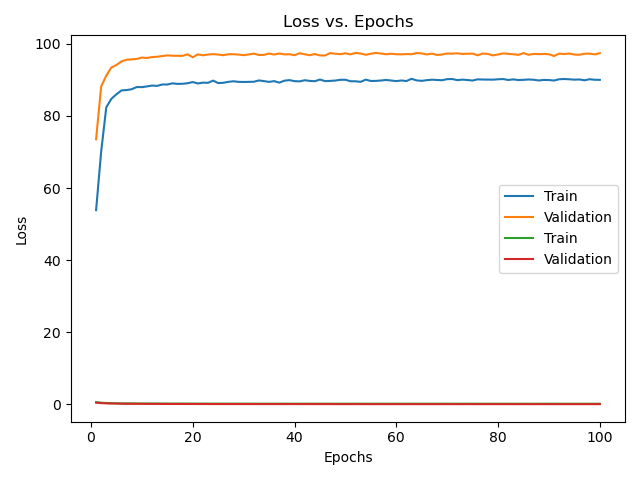 Loss vs. Epochs
100
80
60
40
20
0
Loss
Train
Validation
Train
Validation
0 20 40 60 80 100
Epochs